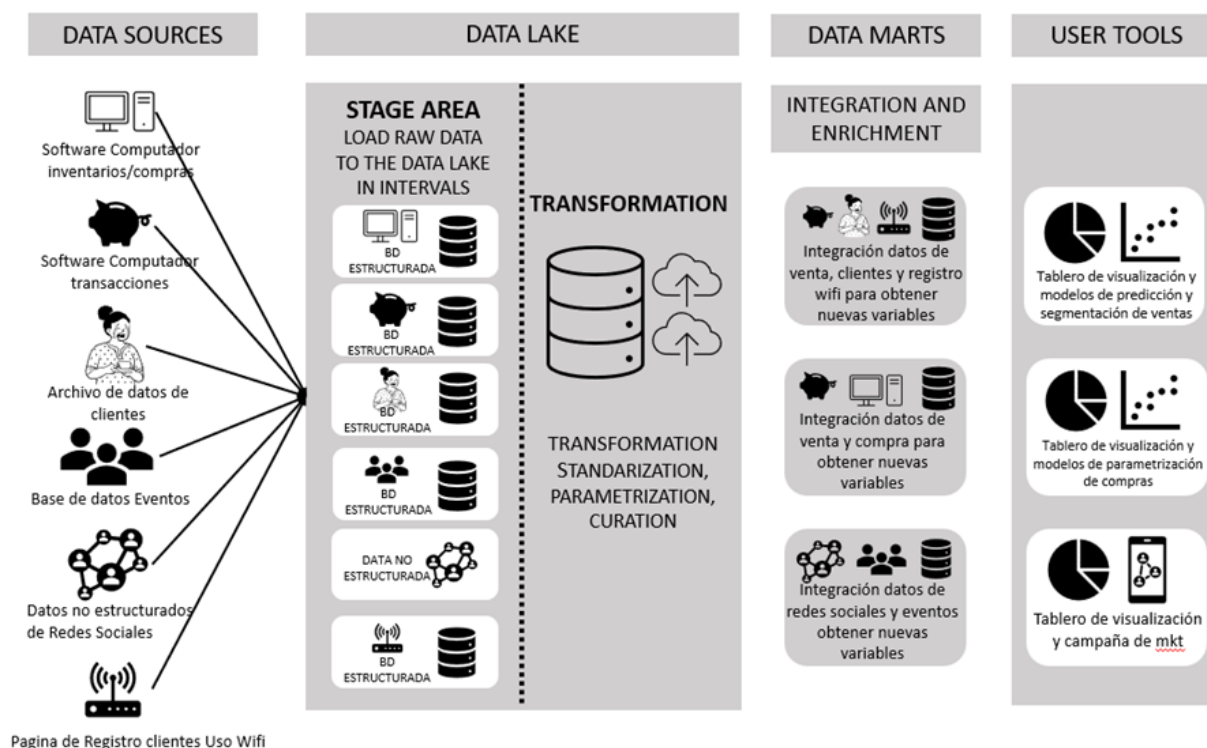 DATA SOURCES
DATA LAKE
DATA MARTS
USER TOOLS
Software Computador
inventarios/compras
Software Computador
transacciones
Archivo de datos de
clientes
Base de datos Eventos
Datos no estructurados
de Redes Sociales
Pagina de Registro clientes Uso Wifi
STAGE AREA
LOAD RAW DATA
TO THE DATA LAKE
IN INTERVALS
BD
ESTRUCTURADA
BD
ESTRUCTURADA
BD
ESTRUCTURADA
BD
ESTRUCTURADA
DATA NO
ESTRUCTURADA
BD
ESTRUCTURADA
TRANSFORMATION
TRANSFORMATION
STANDARIZATION,
PARAMETRIZATION,
CURATION
INTEGRATION AND
ENRICHMENT
Integración datos de
venta, clientes y registro
wifi para obtener
nuevas variables
Integración datos de
venta y compra para
obtener nuevas
variables
Integración datos de
redes sociales y eventos
obtener nuevas
variables
Tablero de visualización y
modelos de predicción y
segmentación de ventas
Tablero de visualización y
modelos de parametrización
de compras
Tablero de visualización
y campaña de mkt